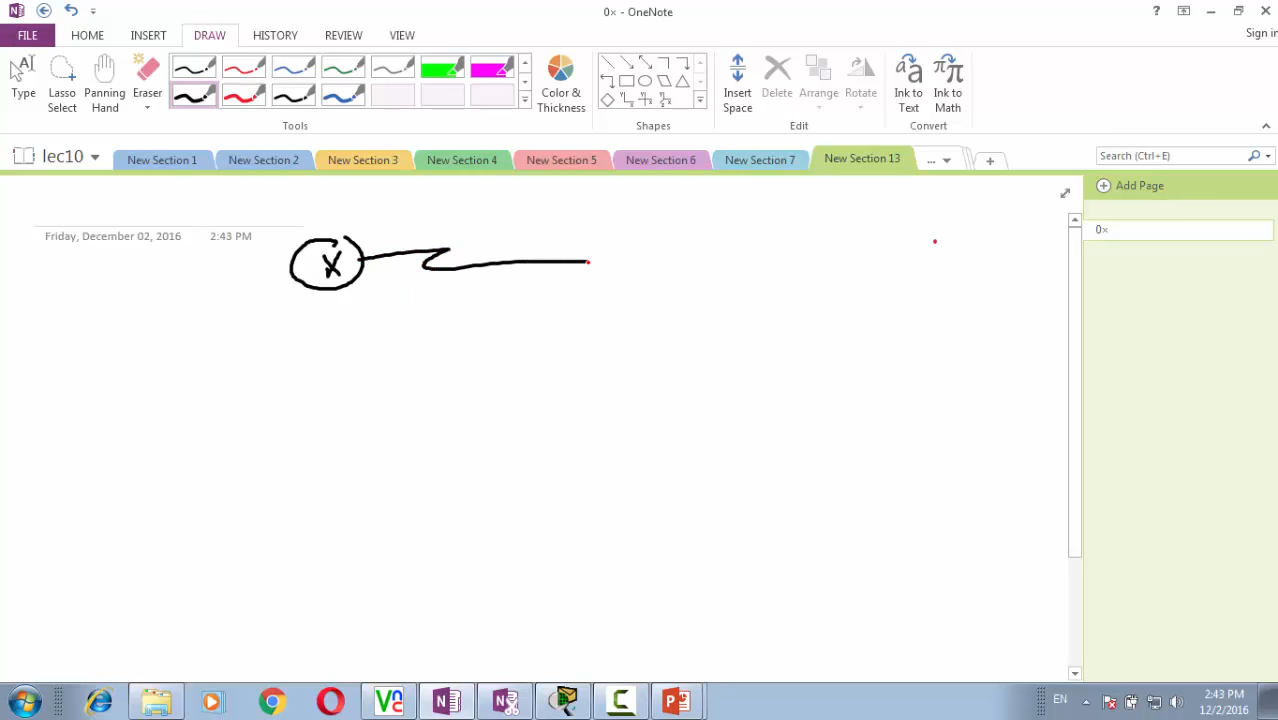 0× - OneNote
?
FILE HOME INSERT DRAW HISTORY REVIEW VIEW Sign in
Type Lasso Select Panning Hand Eraser Color & Thickness Insert Space Delete Arrange Rotate Ink to Text Ink to Math
Tools Shapes Edit Convert
lec10 New Section 1 New Section 2 New Section 3 New Section 4 New Section 5 New Section 6 New Section 7 New Section 13 ... + Search (Ctrl+E)
Add Page
0×
Friday, December 02, 2016 2:43 PM
X
EN 2:43 PM
12/2/2016